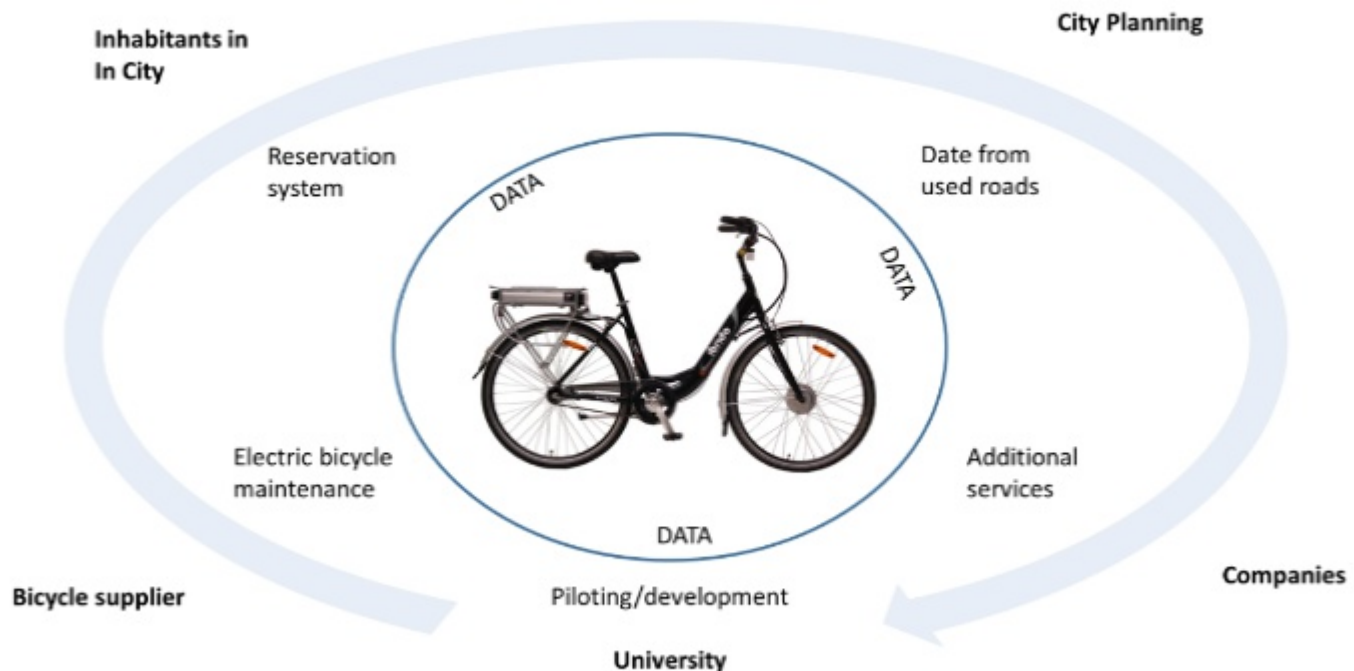 Inhabitants in
In City
City Planning
Reservation
system
Date from
used roads
DATA
DATA
Electric bicycle
maintenance
Additional
services
DATA
Bicycle supplier
Piloting/development
Companies
University